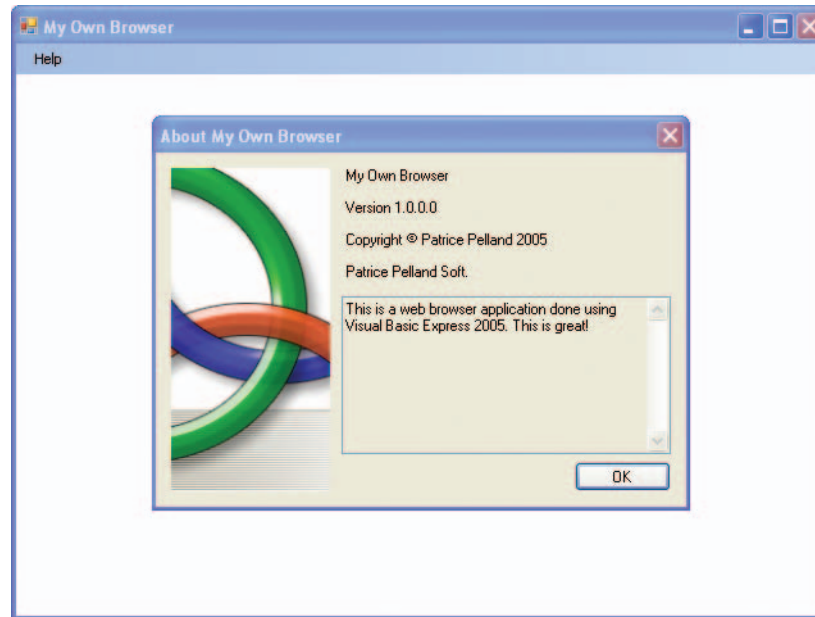 My Own Browser
Help
About My Own Browser
My Own Browser
Version 1.0.0.0
Copyright © Patrice Pelland 2005
Patrice Pelland Soft.
This is a web browser application done using
Visual Basic Express 2005. This is great!
OK